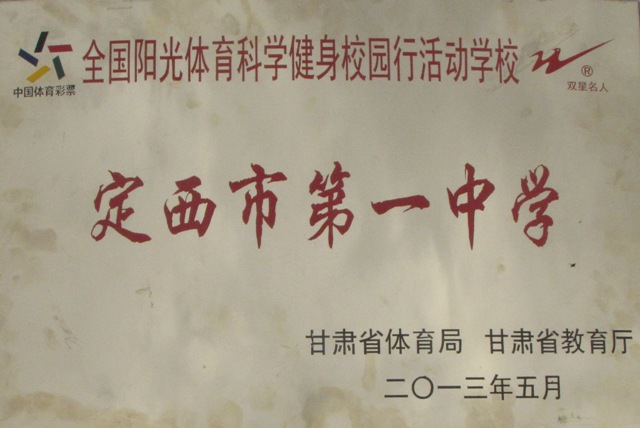 全国阳光体育科学健身校园行活动学校
中国体育彩票
®
双星名人
定西市第一中学
甘肃省体育局 甘肃省教育厅
二〇一三年五月